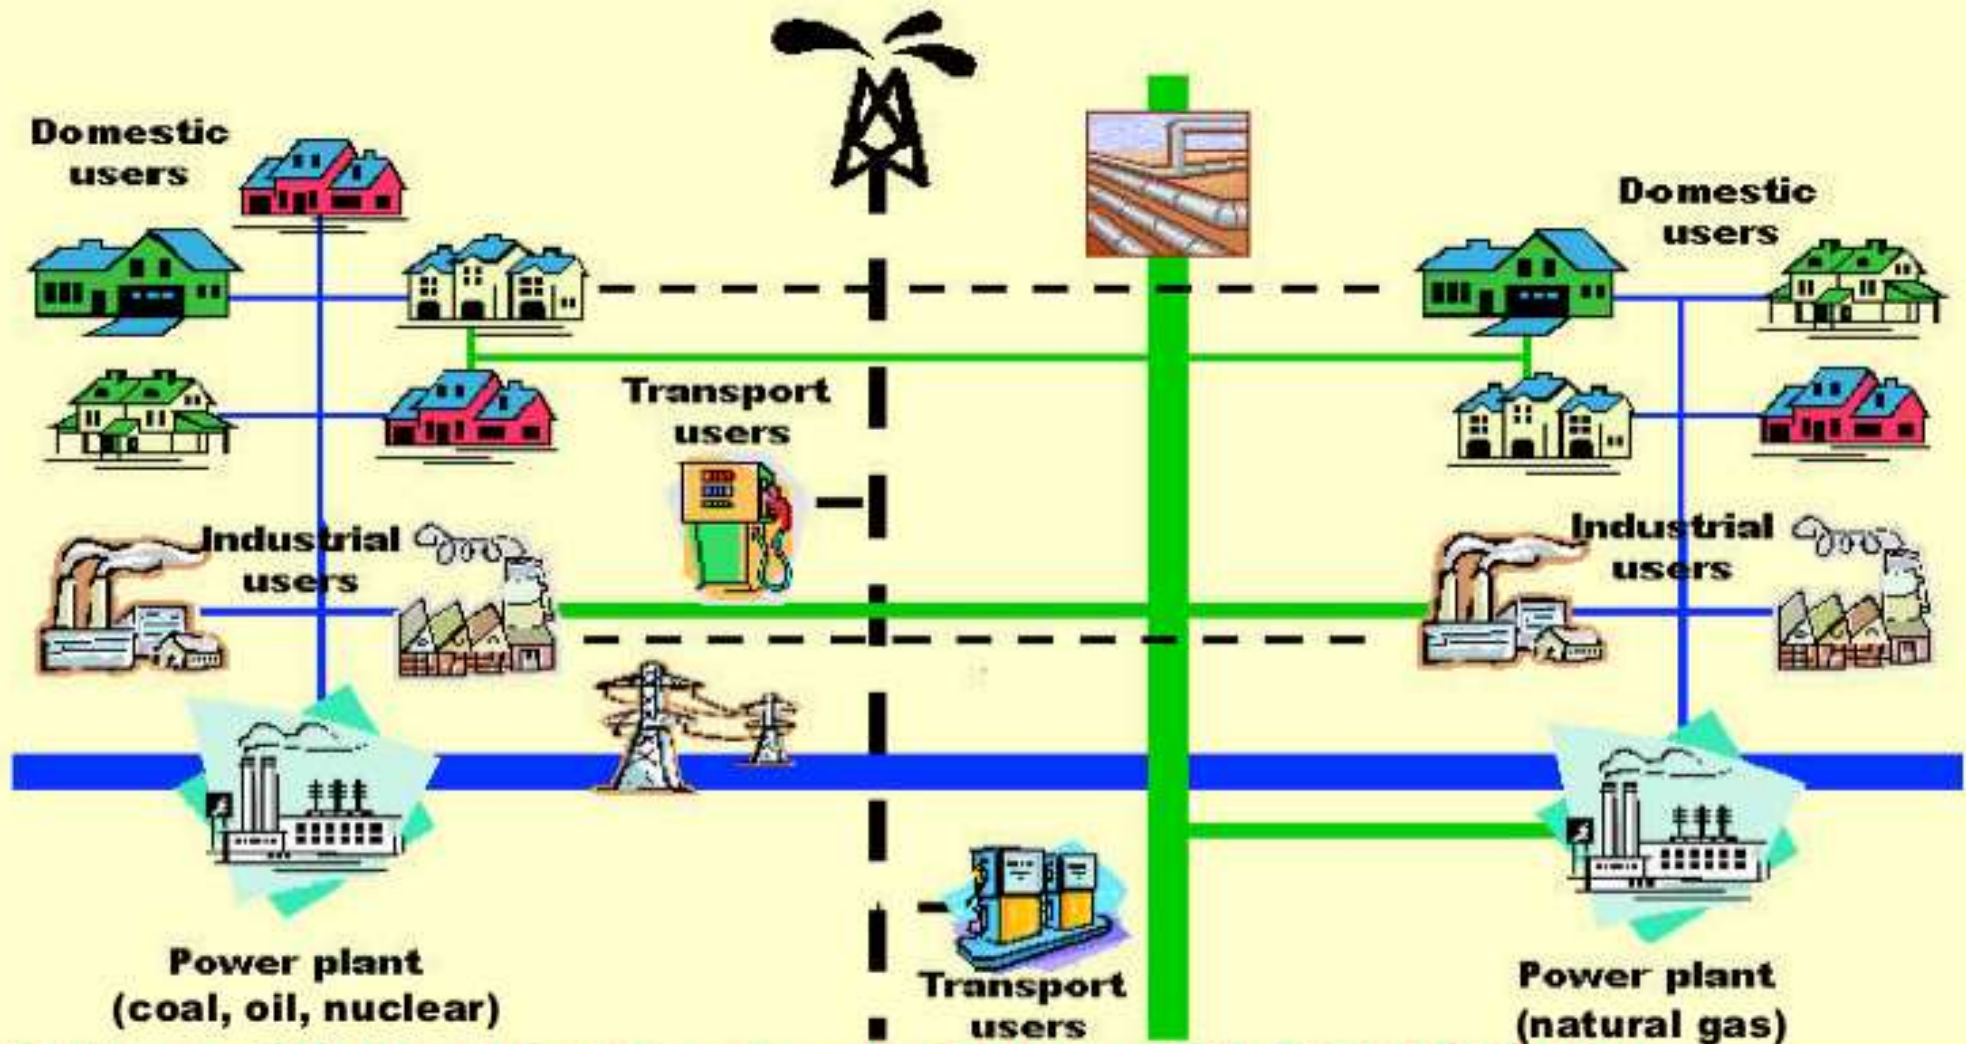 Domestic
users
Domestic
users
Transport
users
Industrial
users
Industrial
users
Power plant
(coal, oil, nuclear)
Transport
users
Power plant
(natural gas)